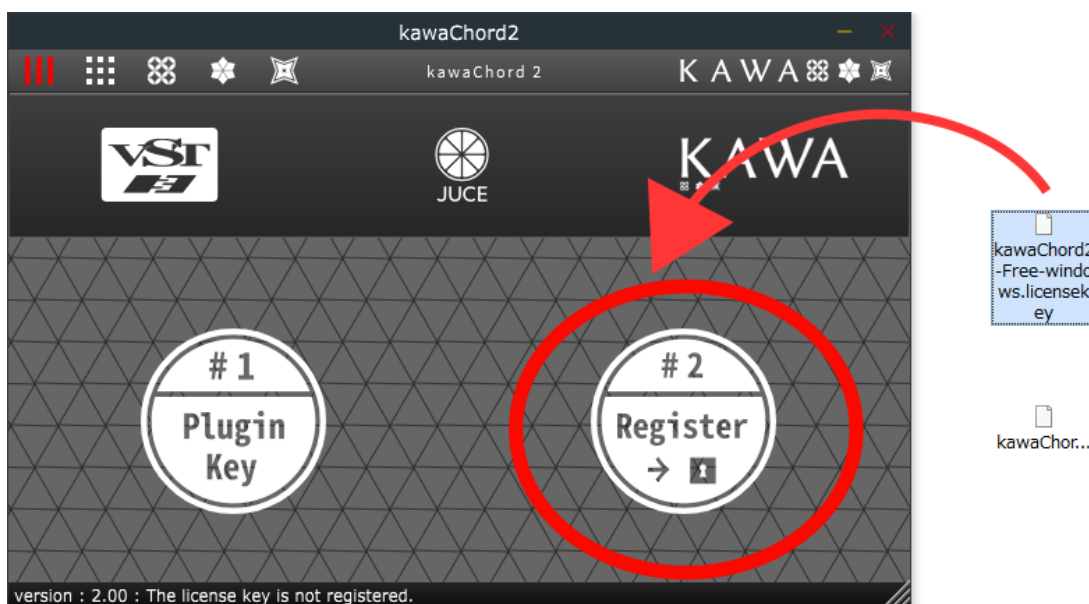 kawaChord2
kawaChord 2
KAWA
VST
JUCE
KAWA
kawaChord2
-Free-windo
ws.licensek
ey
# 1
Plugin
Key
# 2
Register
kawaChor...
version : 2.00 : The license key is not registered.